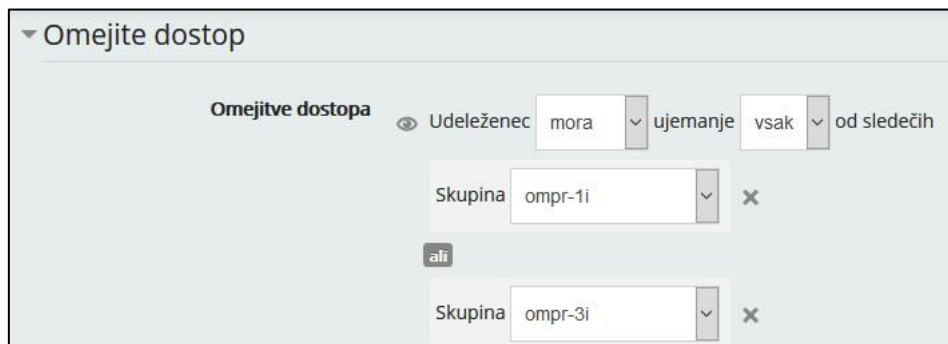 Omejite dostop
Omejitve dostopa Udeleženec mora ujemanje vsak od sledečih
Skupina ompr-1i
ali
Skupina ompr-3i